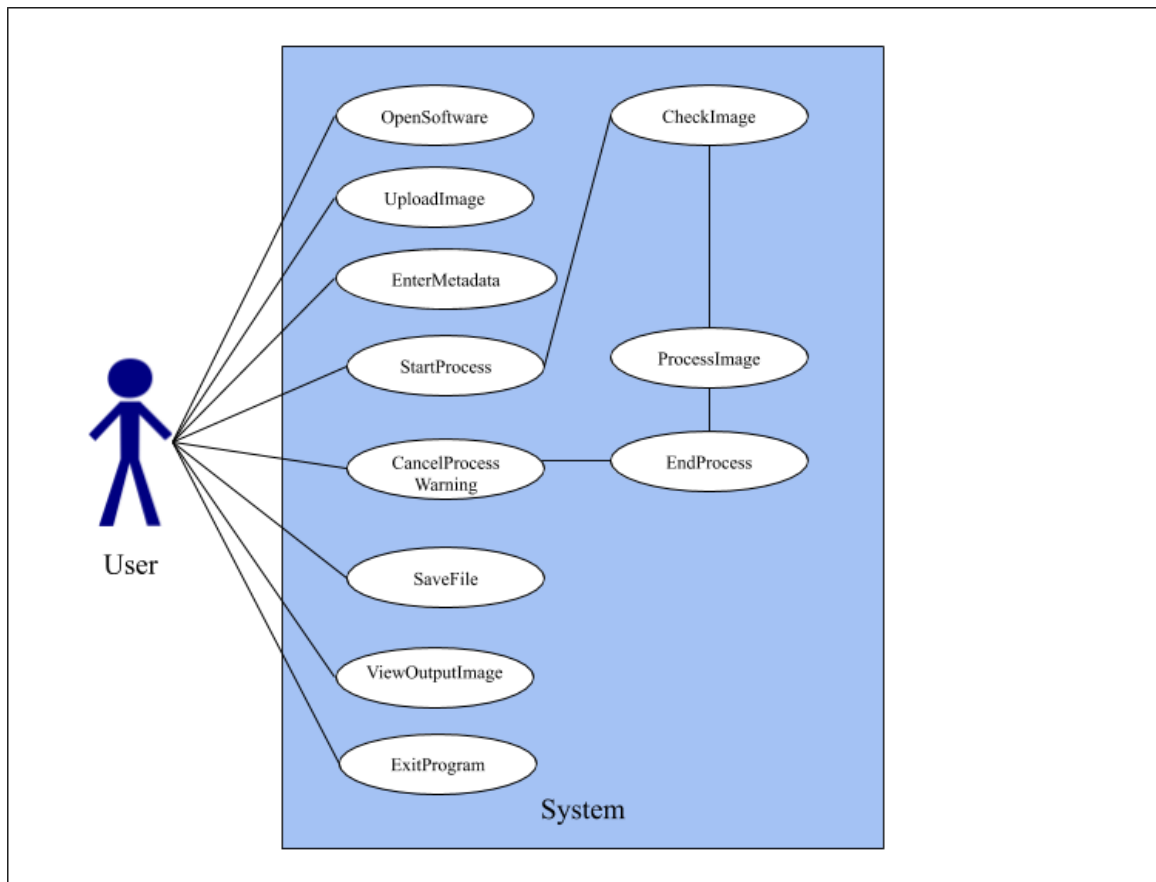 OpenSoftware
CheckImage
UploadImage
EnterMetadata
StartProcess
ProcessImage
CancelProcess
Warning
EndProcess
User
SaveFile
ViewOutputImage
ExitProgram
System